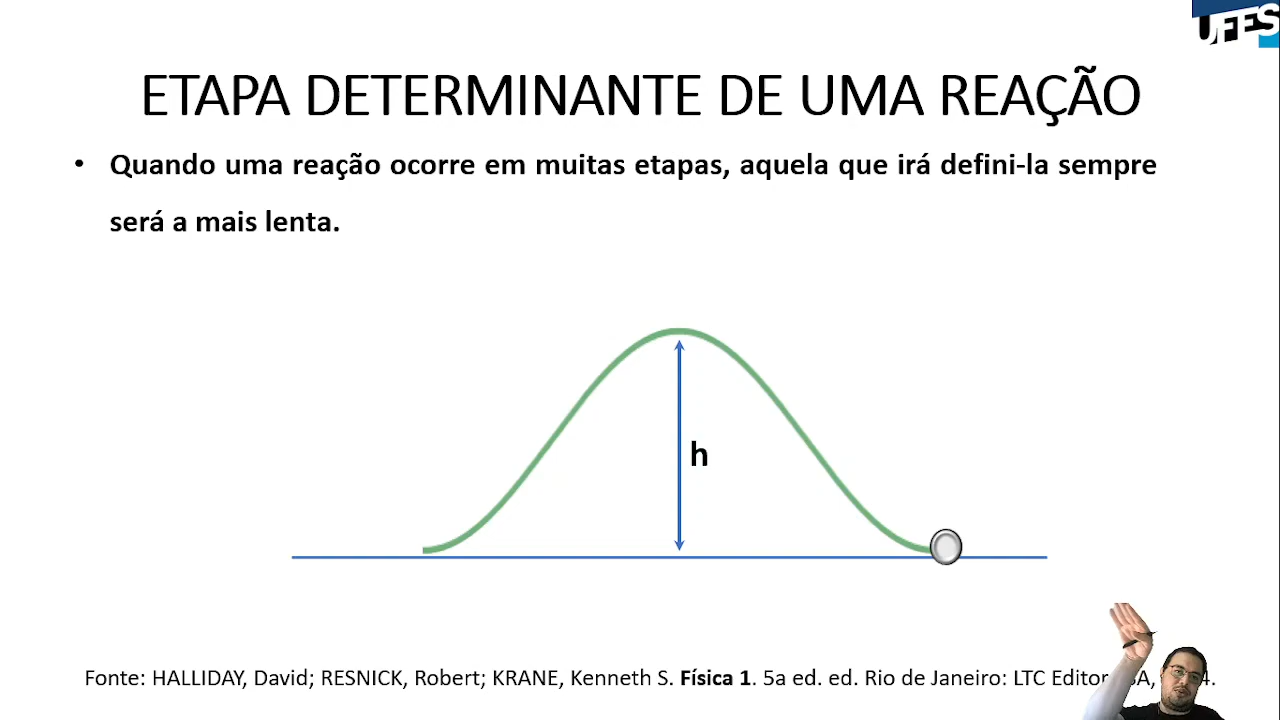 UFES
ETAPA DETERMINANTE DE UMA REAÇÃO
• Quando uma reação ocorre em muitas etapas, aquela que irá defini-la sempre
será a mais lenta.
h
Fonte: HALLIDAY, David; RESNICK, Robert; KRANE, Kenneth S. Física 1. 5a ed. ed. Rio de Janeiro: LTC